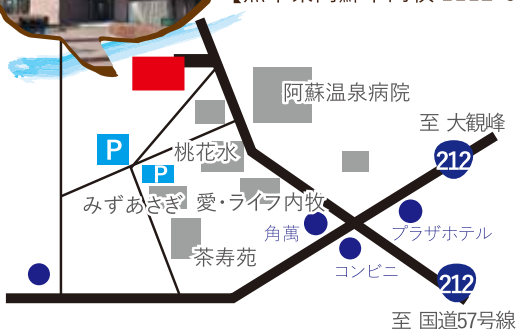 阿蘇温泉病院
至 大観峰
212
P
桃花水
P
みずあさぎ
愛・ライフ内牧
角萬
プラザホテル
茶寿苑
コンビニ
212
至 国道57号線